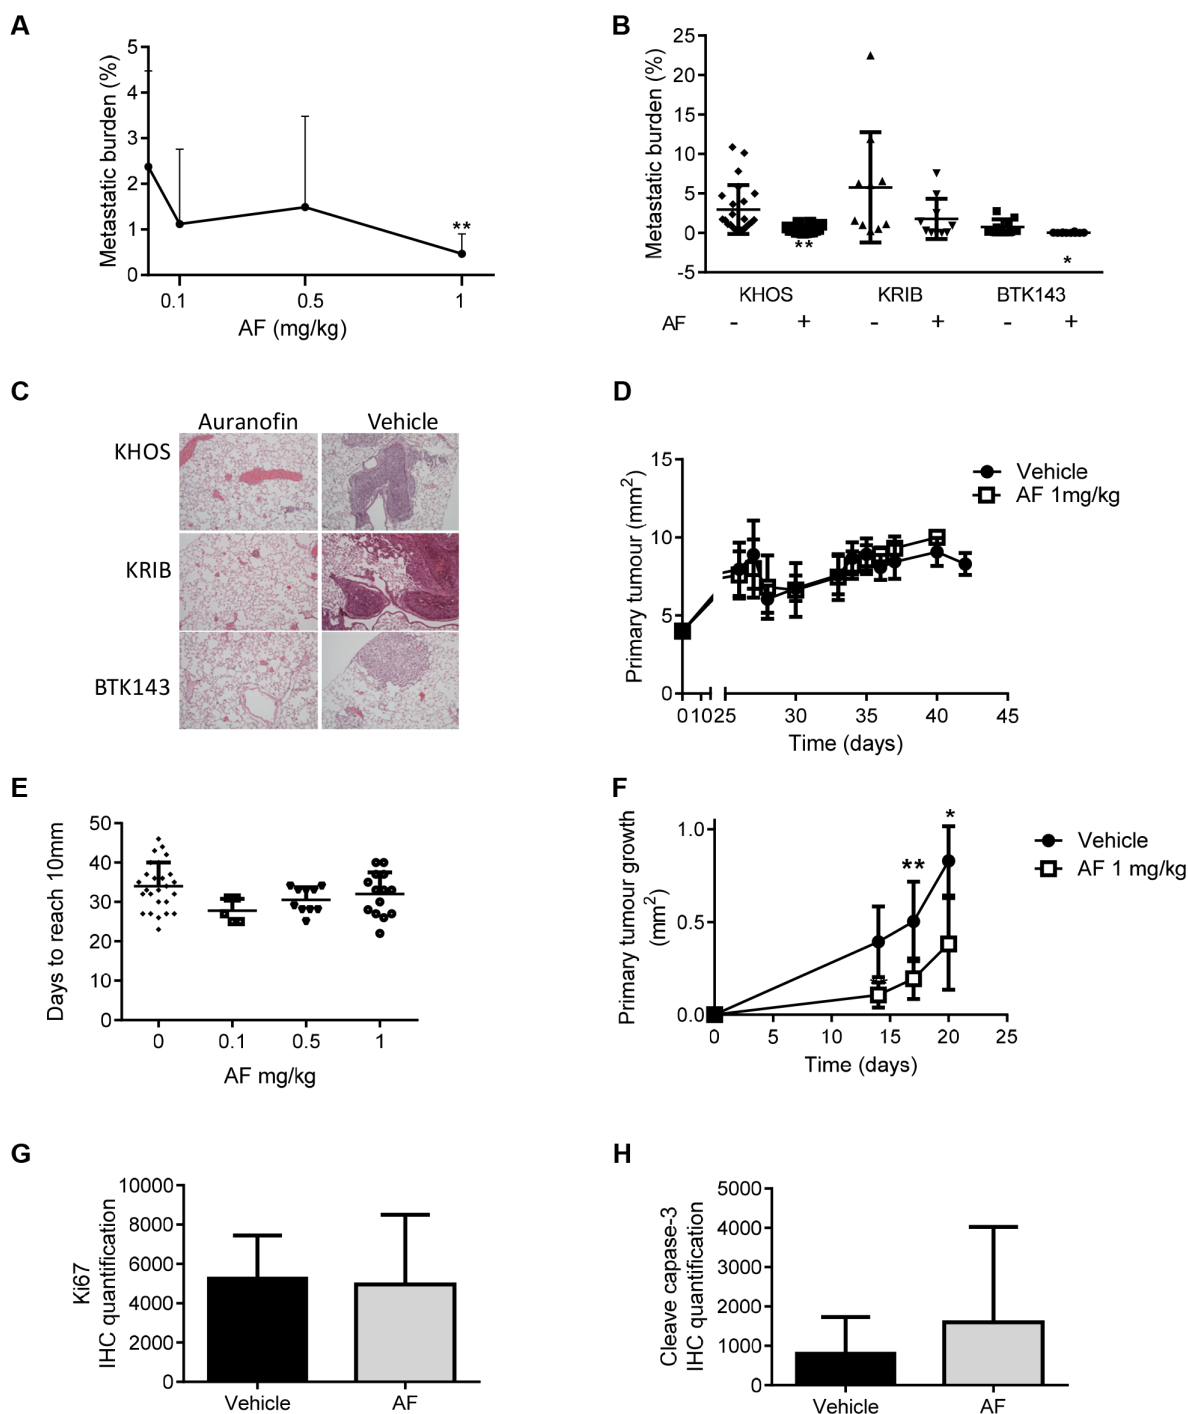 A
Metastatic burden (%)
5
4
3
2
1
0
**
0.1 0.5 1
AF (mg/kg)
B
Metastatic burden (%)
25
20
15
10
5
0
-5
**
*
KHOS KRIB BTK143
AF - + - + - +
C
Auranofin Vehicle
KHOS
KRIB
BTK143
D
Primary tumour (mm2)
15
10
5
0
Vehicle
AF 1mg/kg
0 10 25 30 35 40 45
Time (days)
E
Days to reach 10mm
50
40
30
20
10
0
0 0.1 0.5 1
AF mg/kg
F
Primary tumour growth
(mm2)
1.0
0.5
0.0
*
**
**
Vehicle
AF 1 mg/kg
0 5 10 15 20 25
Time (days)
G
Ki67
IHC quantification
10000
8000
6000
4000
2000
0
Vehicle AF
H
Cleave capase-3
IHC quantification
5000
4000
3000
2000
1000
0
Vehicle AF